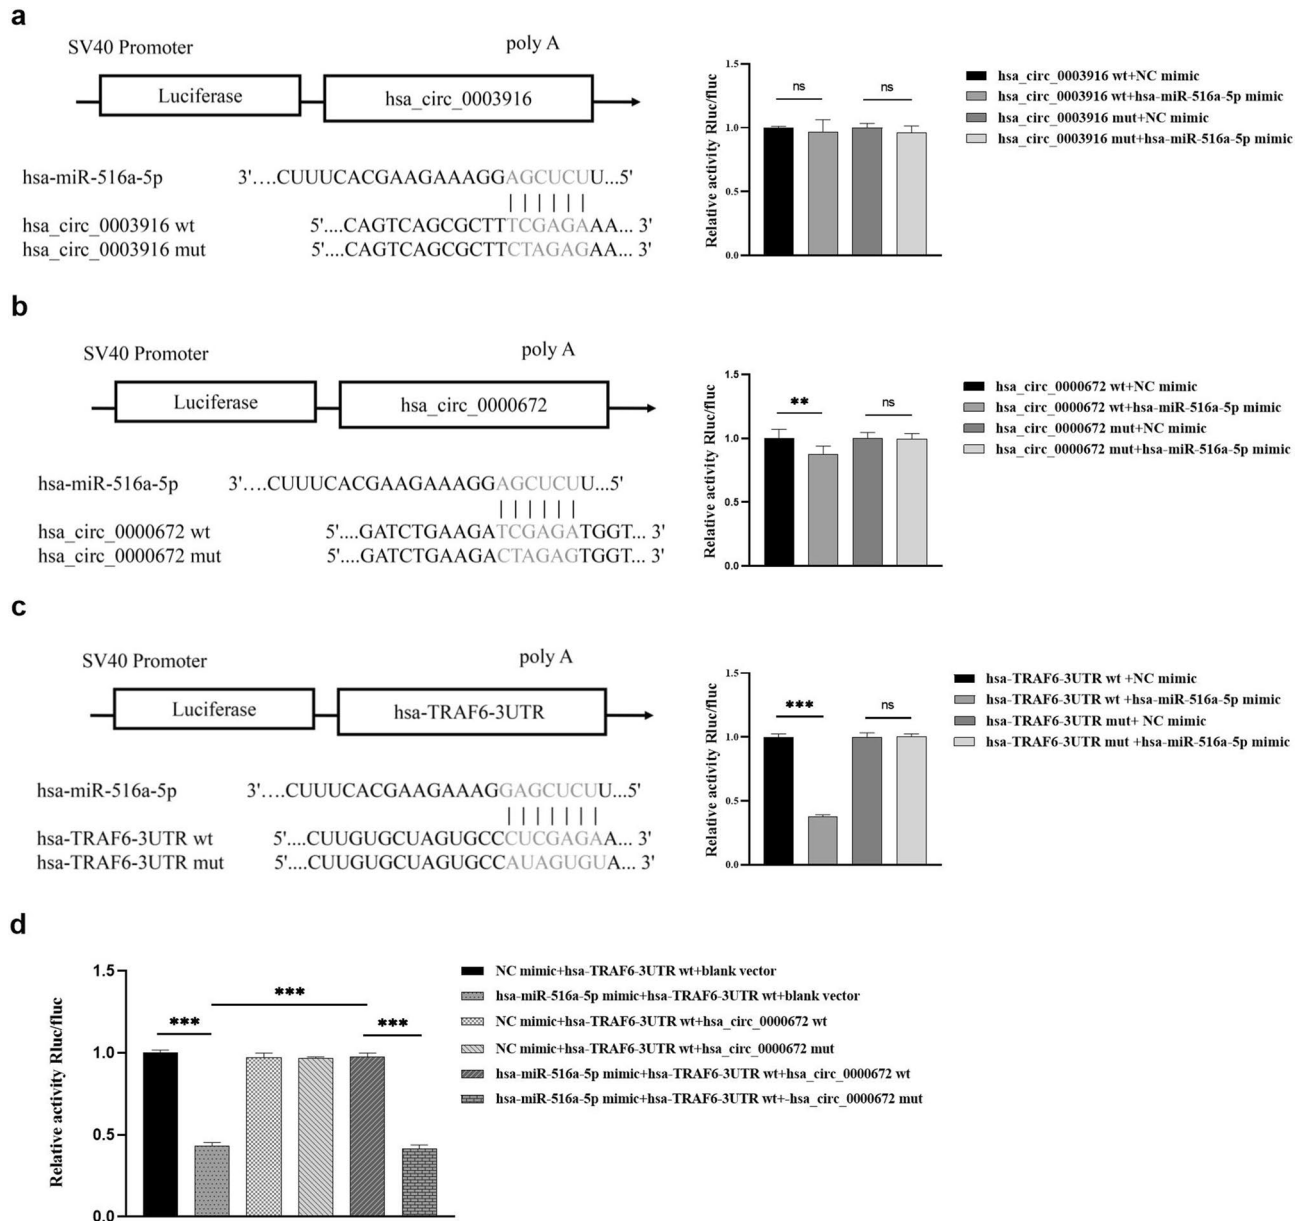 a
SV40 Promoter
poly A
Luciferase
hsa_circ_0003916
hsa-miR-516a-5p 3'....CUUUCACGAAGAAAGGAGCUCUU...5'
hsa_circ_0003916 wt 5'....CAGTCAGCGCTTTCGAGAAA... 3'
hsa_circ_0003916 mut 5'....CAGTCAGCGCTTCTAGAGAA... 3'
Relative activity Rluc/fluc
1.5
1.0
0.5
0.0
ns
ns
hsa_circ_0003916 wt+NC mimic
hsa_circ_0003916 wt+hsa-miR-516a-5p mimic
hsa_circ_0003916 mut+NC mimic
hsa_circ_0003916 mut+hsa-miR-516a-5p mimic
b
SV40 Promoter
poly A
Luciferase
hsa_circ_0000672
hsa-miR-516a-5p 3'....CUUUCACGAAGAAAGGAGCUCUU...5'
hsa_circ_0000672 wt 5'....GATCTGAAGATCGAGATGGT... 3'
hsa_circ_0000672 mut 5'....GATCTGAAGACTAGAGTGGT... 3'
Relative activity Rluc/fluc
1.5
1.0
0.5
0.0
**
ns
hsa_circ_0000672 wt+NC mimic
hsa_circ_0000672 wt+hsa-miR-516a-5p mimic
hsa_circ_0000672 mut+NC mimic
hsa_circ_0000672 mut+hsa-miR-516a-5p mimic
c
SV40 Promoter
poly A
Luciferase
hsa-TRAF6-3UTR
hsa-miR-516a-5p 3'....CUUUCACGAAGAAAGGAGCUCUU...5'
hsa-TRAF6-3UTR wt 5'....CUUGUGCUAGUGCCCUCGAGAA... 3'
hsa-TRAF6-3UTR mut 5'....CUUGUGCUAGUGCCAUAGUGUA... 3'
Relative activity Rluc/fluc
1.5
1.0
0.5
0.0
***
ns
hsa-TRAF6-3UTR wt +NC mimic
hsa-TRAF6-3UTR wt +hsa-miR-516a-5p mimic
hsa-TRAF6-3UTR mut+ NC mimic
hsa-TRAF6-3UTR mut +hsa-miR-516a-5p mimic
d
Relative activity Rluc/fluc
1.5
1.0
0.5
0.0
***
***
***
NC mimic+hsa-TRAF6-3UTR wt+blank vector
hsa-miR-516a-5p mimic+hsa-TRAF6-3UTR wt+blank vector
NC mimic+hsa-TRAF6-3UTR wt+hsa_circ_0000672 wt
NC mimic+hsa-TRAF6-3UTR wt+hsa_circ_0000672 mut
hsa-miR-516a-5p mimic+hsa-TRAF6-3UTR wt+hsa_circ_0000672 wt
hsa-miR-516a-5p mimic+hsa-TRAF6-3UTR wt+-hsa_circ_0000672 mut